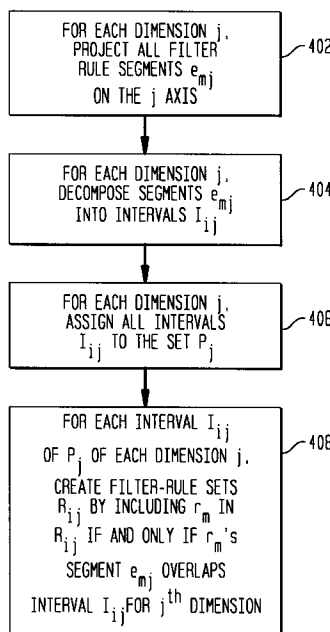 FOR EACH DIMENSION j,
PROJECT ALL FILTER
RULE SEGMENTS e_mj
ON THE j AXIS
402
FOR EACH DIMENSION j,
DECOMPOSE SEGMENTS e_mj
INTO INTERVALS I_ij
404
FOR EACH DIMENSION j,
ASSIGN ALL INTERVALS
I_ij TO THE SET P_j
406
FOR EACH INTERVAL I_ij
OF P_j OF EACH DIMENSION j,
CREATE FILTER-RULE SETS
R_ij BY INCLUDING r_m IN
R_ij IF AND ONLY IF r_m'S
SEGMENT e_mj OVERLAPS
INTERVAL I_ij FOR j^th DIMENSION
408